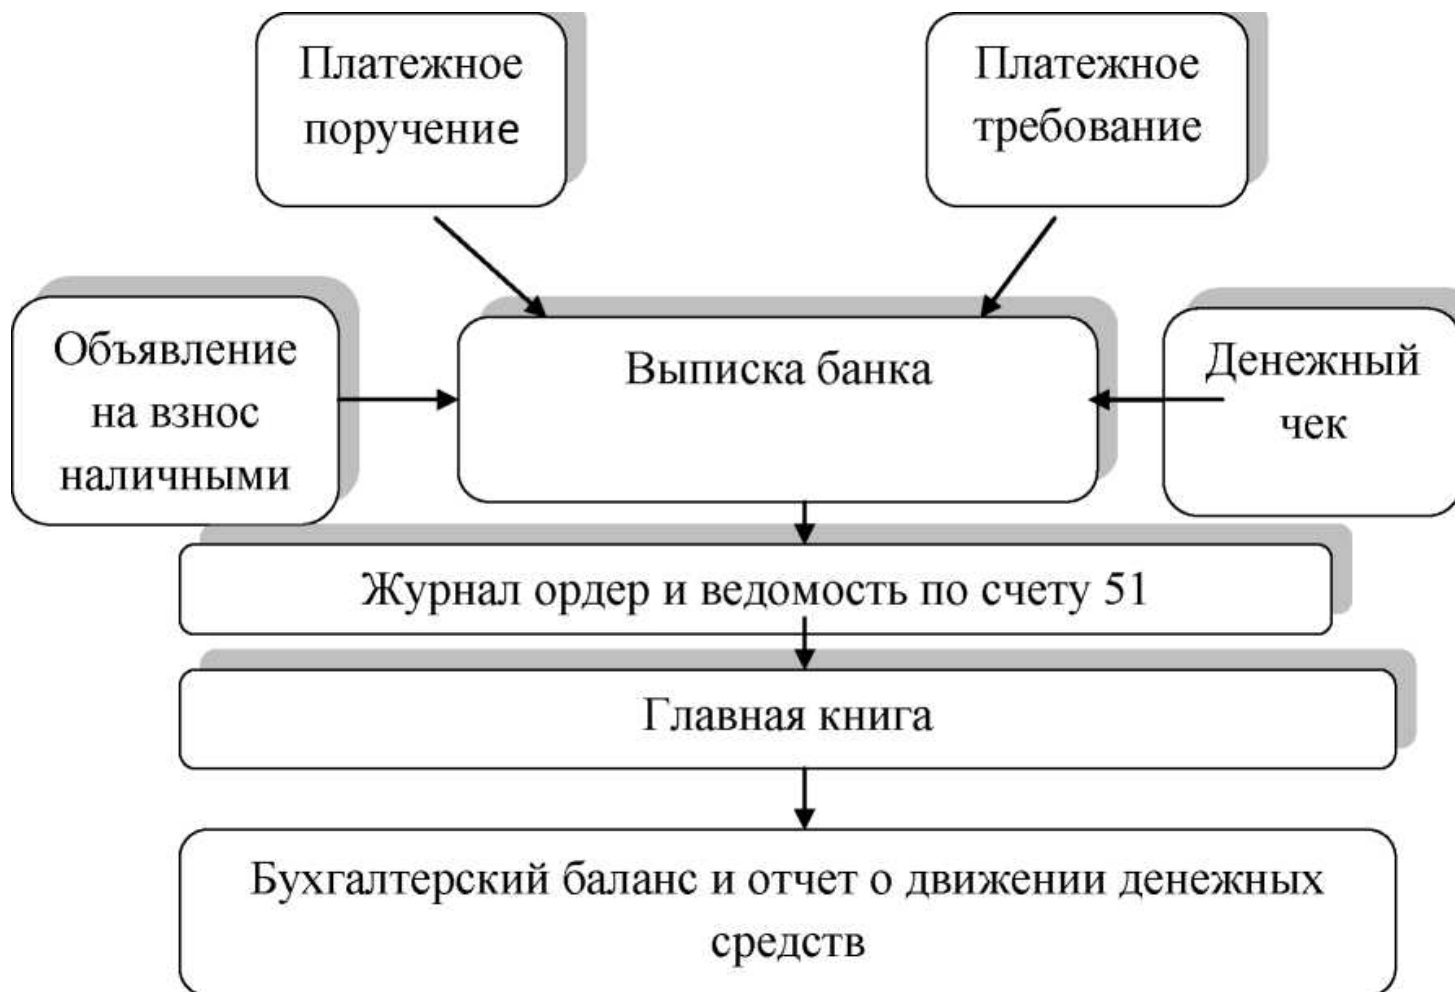 Платежное
поручение
Платежное
требование
Объявление
на взнос
наличными
Выписка банка
Денежный
чек
Журнал ордер и ведомость по счету 51
Главная книга
Бухгалтерский баланс и отчет о движении денежных
средств